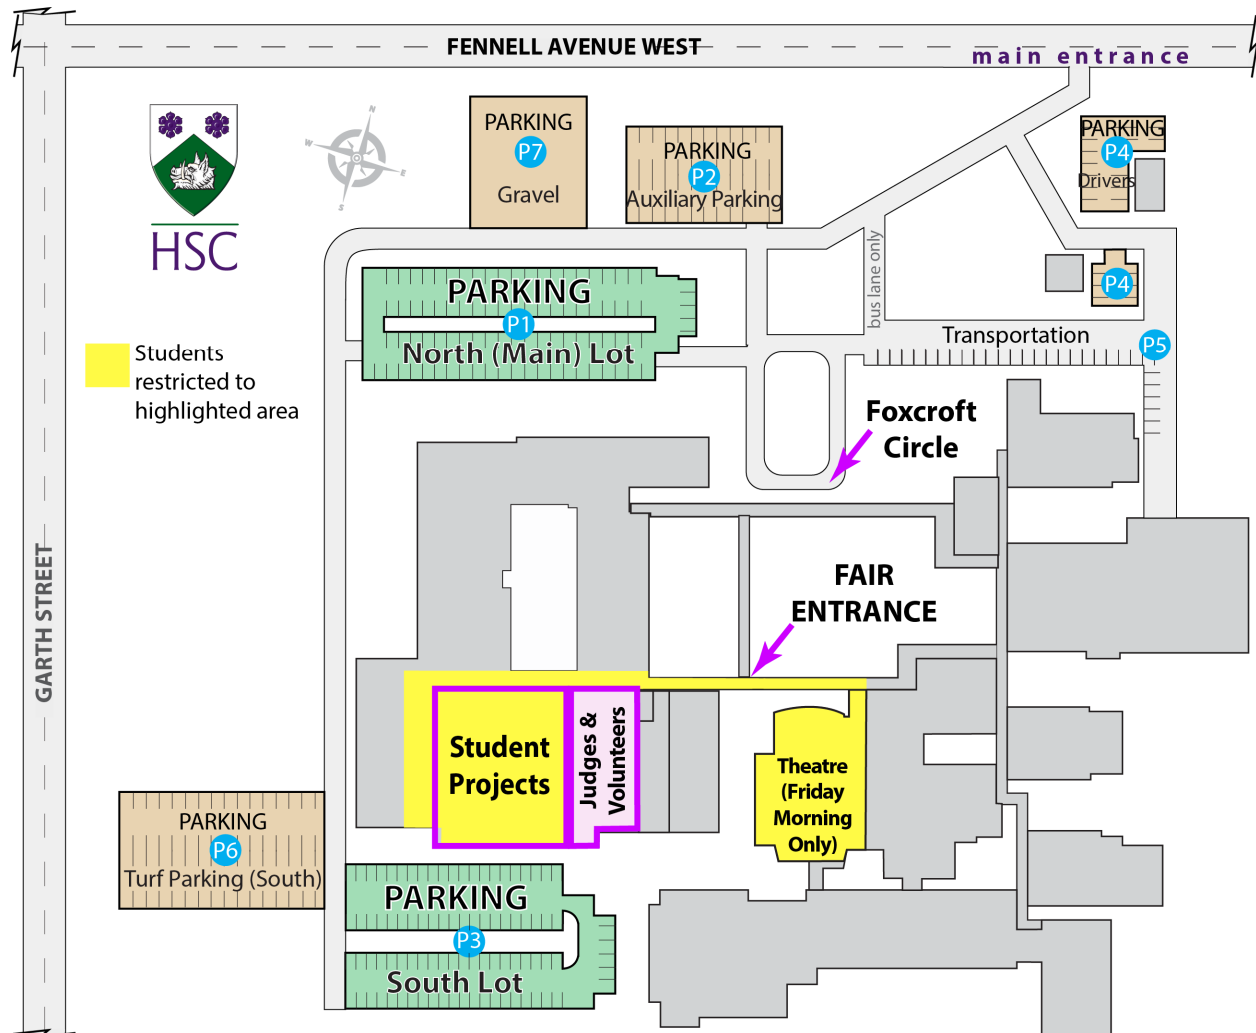 FENNELL AVENUE WEST
main entrance
N
W
E
S
HSC
PARKING
P7
Gravel
PARKING
P2
Auxiliary Parking
PARKING
P4
Drivers
P4
bus lane only
PARKING
P1
North (Main) Lot
Transportation
P5
Students
restricted to
highlighted area
Foxcroft
Circle
FAIR
ENTRANCE
GARTH STREET
Student
Projects
Judges &
Volunteers
Theatre
(Friday
Morning
Only)
PARKING
P6
Turf Parking (South)
PARKING
P3
South Lot